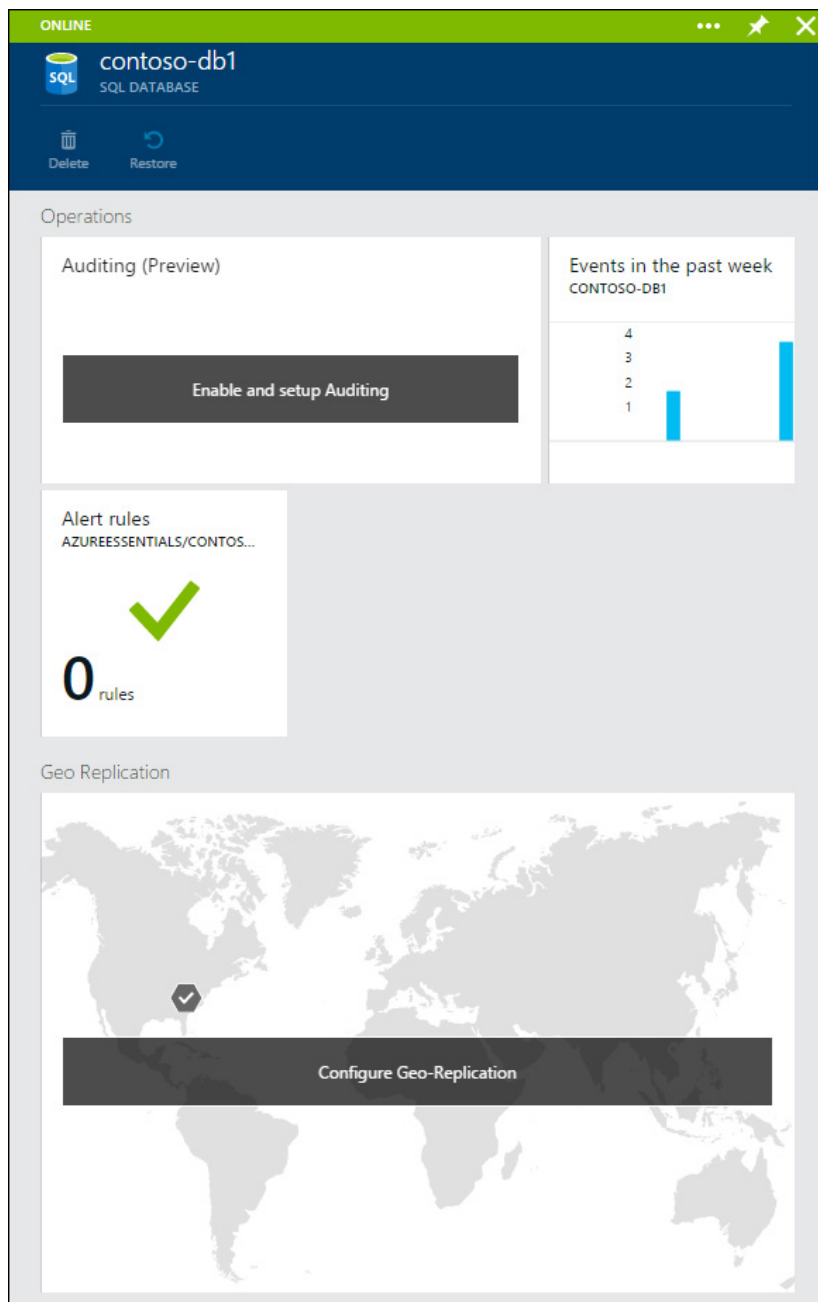 ONLINE
SQL
contoso-db1
SQL DATABASE
Delete
Restore
Operations
Auditing (Preview)
Enable and setup Auditing
Events in the past week
CONTOSO-DB1
4
3
2
1
Alert rules
AZUREESSENTIALS/CONTOS...
0 rules
Geo Replication
Configure Geo-Replication